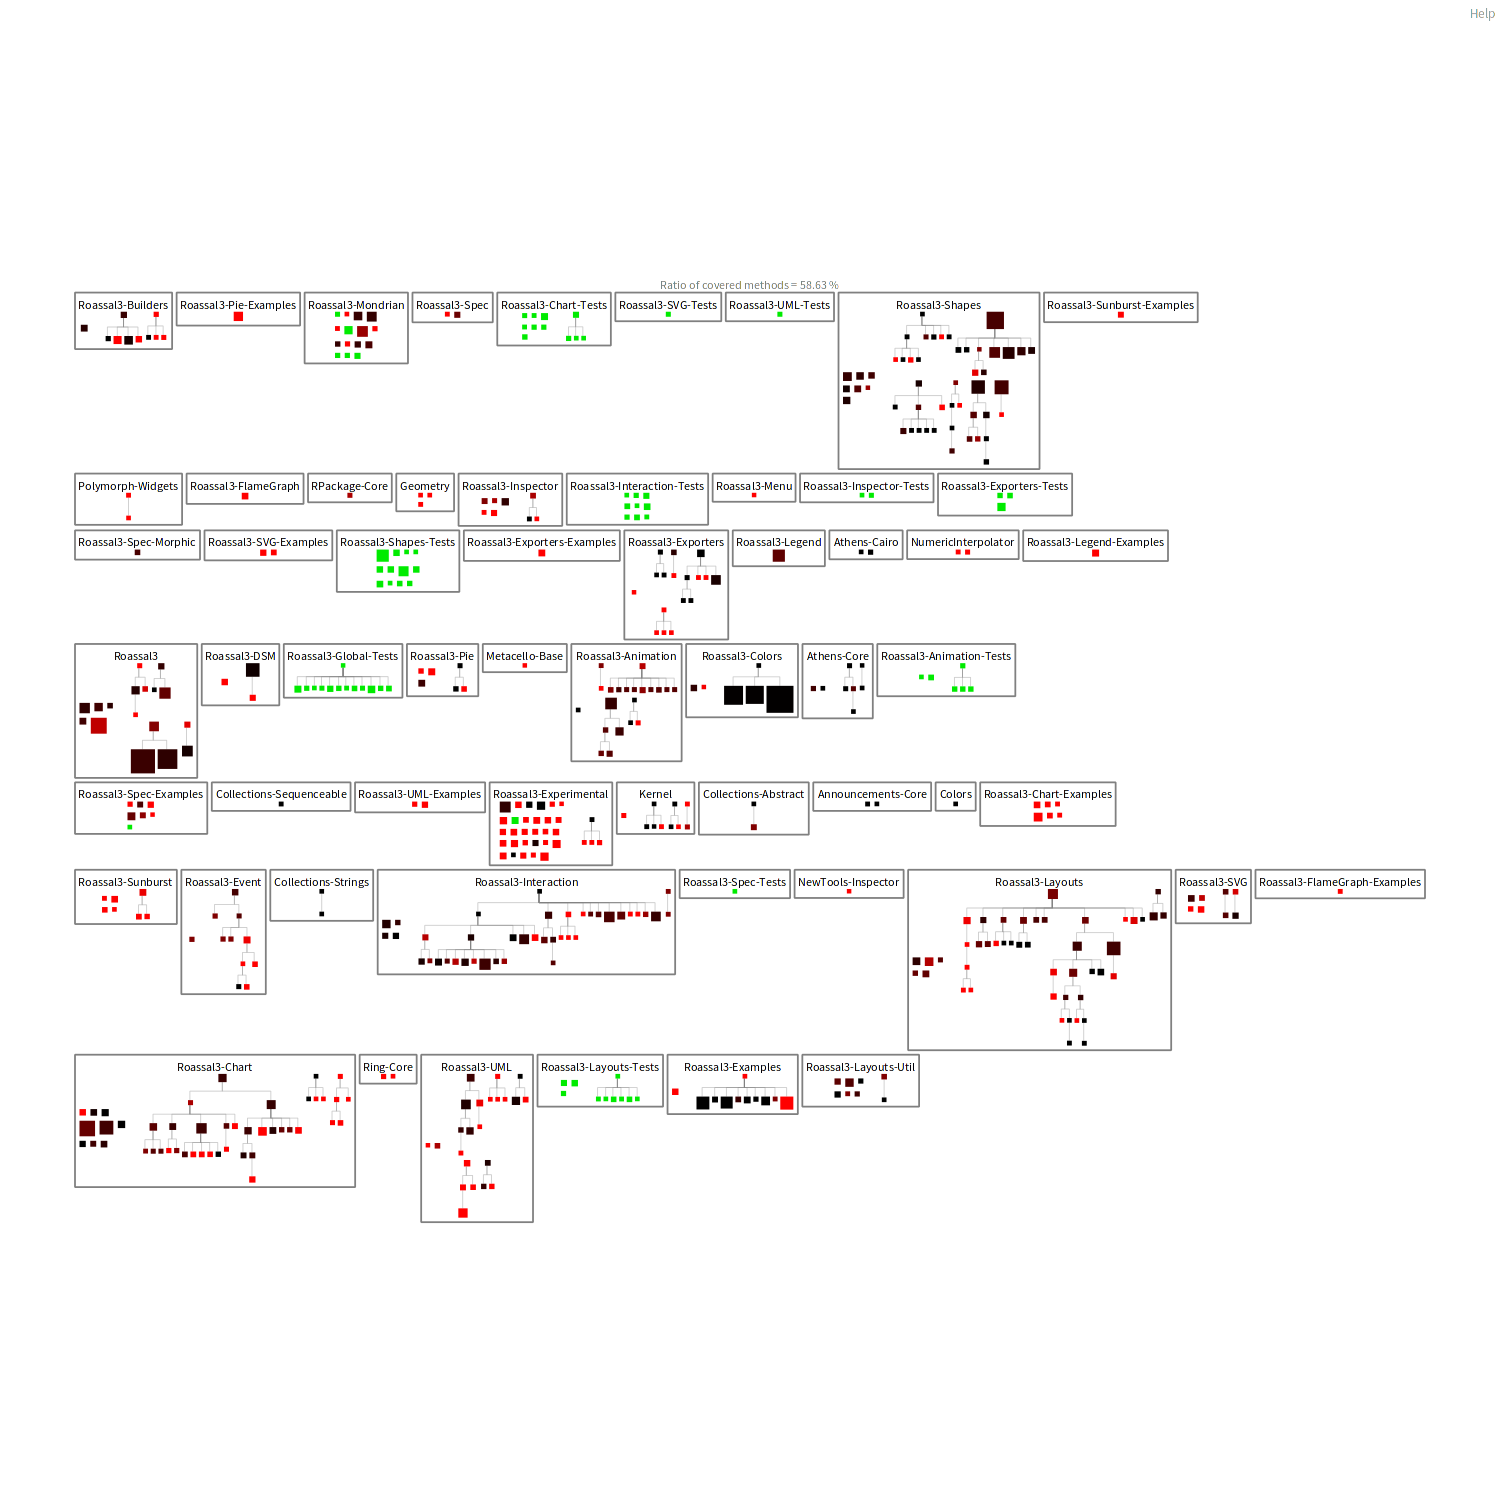 Help
Ratio of covered methods = 58.63 %
Roassal3-Builders
Roassal3-Pie-Examples
Roassal3-Mondrian
Roassal3-Spec
Roassal3-Chart-Tests
Roassal3-SVG-Tests
Roassal3-UML-Tests
Roassal3-Shapes
Roassal3-Sunburst-Examples
Polymorph-Widgets
Roassal3-FlameGraph
RPackage-Core
Geometry
Roassal3-Inspector
Roassal3-Interaction-Tests
Roassal3-Menu
Roassal3-Inspector-Tests
Roassal3-Exporters-Tests
Roassal3-Spec-Morphic
Roassal3-SVG-Examples
Roassal3-Shapes-Tests
Roassal3-Exporters-Examples
Roassal3-Exporters
Roassal3-Legend
Athens-Cairo
NumericInterpolator
Roassal3-Legend-Examples
Roassal3
Roassal3-DSM
Roassal3-Global-Tests
Roassal3-Pie
Metacello-Base
Roassal3-Animation
Roassal3-Colors
Athens-Core
Roassal3-Animation-Tests
Roassal3-Spec-Examples
Collections-Sequenceable
Roassal3-UML-Examples
Roassal3-Experimental
Kernel
Collections-Abstract
Announcements-Core
Colors
Roassal3-Chart-Examples
Roassal3-Sunburst
Roassal3-Event
Collections-Strings
Roassal3-Interaction
Roassal3-Spec-Tests
NewTools-Inspector
Roassal3-Layouts
Roassal3-SVG
Roassal3-FlameGraph-Examples
Roassal3-Chart
Ring-Core
Roassal3-UML
Roassal3-Layouts-Tests
Roassal3-Examples
Roassal3-Layouts-Util